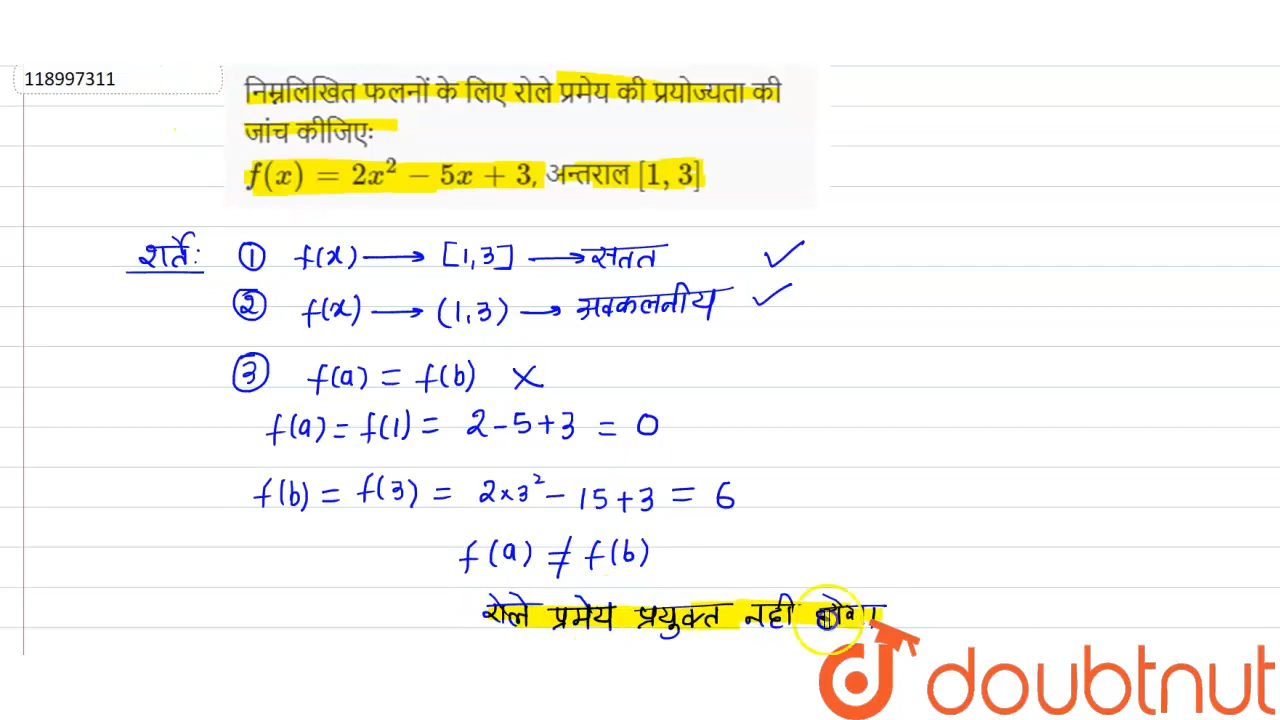 118997311
निम्नलिखित फलनों के लिए रोले प्रमेय की प्रयोज्यता की
जांच कीजिएः
f(x) = 2x² − 5x + 3, अन्तराल [1, 3]
शर्ते: ① f(x) ⟶ [1,3] ⟶ सतत ✓
② f(x) ⟶ (1,3) ⟶ अवकलनीय ✓
③ f(a) = f(b) ×
f(a) = f(1) = 2-5+3 = 0
f(b) = f(3) = 2×3² - 15+3 = 6
f(a) ≠ f(b)
रोले प्रमेय प्रयुक्त नही
doubtnut